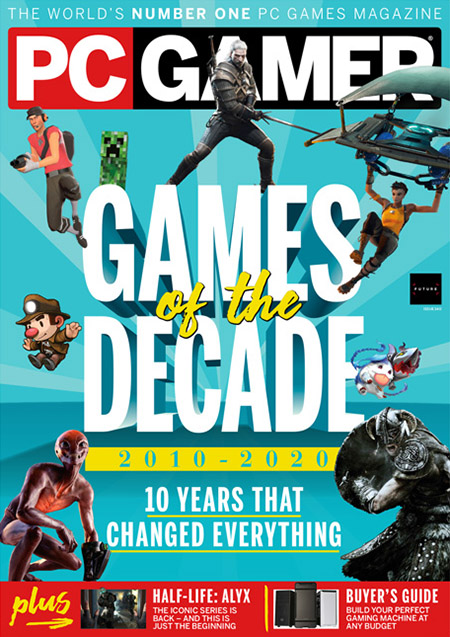 THE WORLD'S NUMBER ONE PC GAMES MAGAZINE
PC GAMER
GAMES
of the
DECADE
2010-2020
10 YEARS THAT
CHANGED EVERYTHING
FUTURE
plus
HALF-LIFE: ALYX
THE ICONIC SERIES IS
BACK – AND THIS IS
JUST THE BEGINNING
BUYER'S GUIDE
BUILD YOUR PERFECT
GAMING MACHINE AT
ANY BUDGET